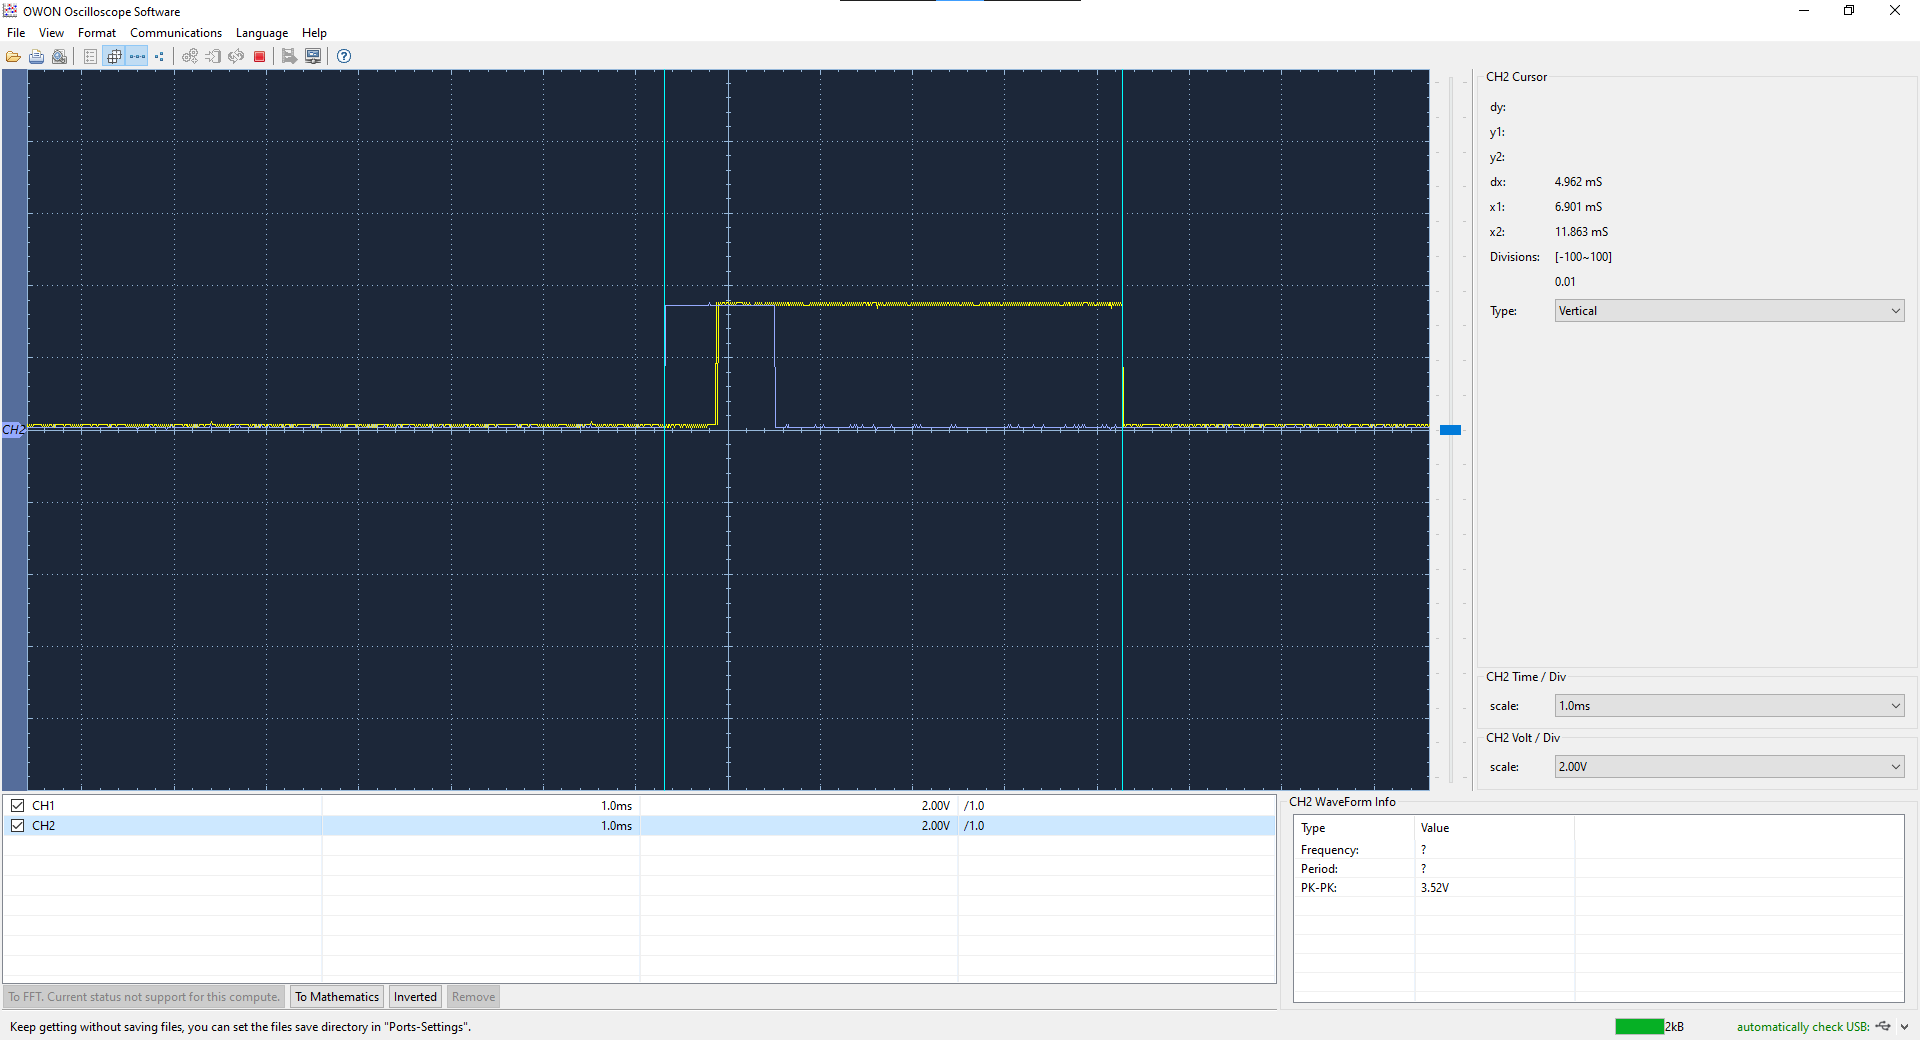 OWON Oscilloscope Software
File View Format Communications Language Help
CH2
CH2 Cursor
dy:
y1:
y2:
dx: 4.962 mS
x1: 6.901 mS
x2: 11.863 mS
Divisions: [-100~100]
0.01
Type: Vertical
CH2 Time / Div
scale: 1.0ms
CH2 Volt / Div
scale: 2.00V
CH1 1.0ms 2.00V /1.0
CH2 1.0ms 2.00V /1.0
CH2 WaveForm Info
Type Value
Frequency: ?
Period: ?
PK-PK: 3.52V
To FFT. Current status not support for this compute. To Mathematics Inverted Remove
Keep getting without saving files, you can set the files save directory in "Ports-Settings".
2kB
automatically check USB: